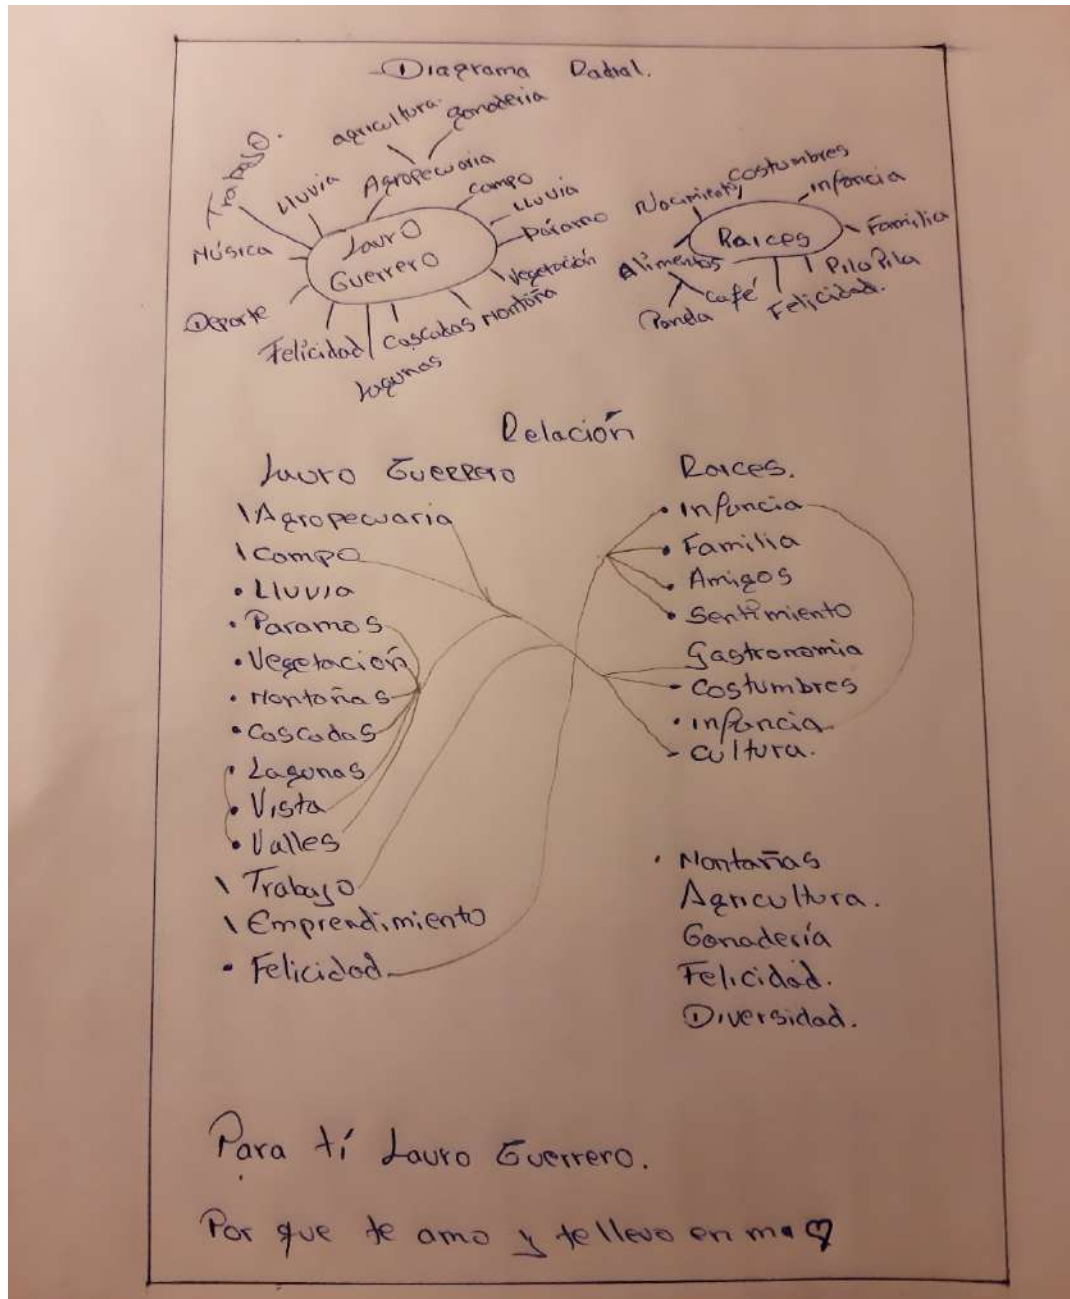 Diagrama Radial.
agricultura
ganaderia
Trabajo.
Lluvia
Agropecuaria
Campo
Lluvia
Páramo
Vegetación
Montaña
Cascadas
Lagunas
Felicidad
Deporte
Música
Lauro
Guerrero
Nacimiento,
costumbres
Infancia
Familia
Raices
Alimentos
Pila Pila
Café
Felicidad.
Relación
Lauro Guerrero
Raices.
\ Agropecuaria
\ Campo
• Lluvia
• Paramos
• Vegetación
• Montañas
• Cascadas
• Lagunas
• Vista
• Valles
\ Trabajo
\ Emprendimiento
• Felicidad
• Infancia
• Familia
• Amigos
• Sentimiento
Gastronomia
- Costumbres
• Infancia
- Cultura.
• Montañas
Agricultura.
Ganadería
Felicidad.
Diversidad.
Para tí Lauro Guerrero.
Por que te amo y te llevo en mi ♡